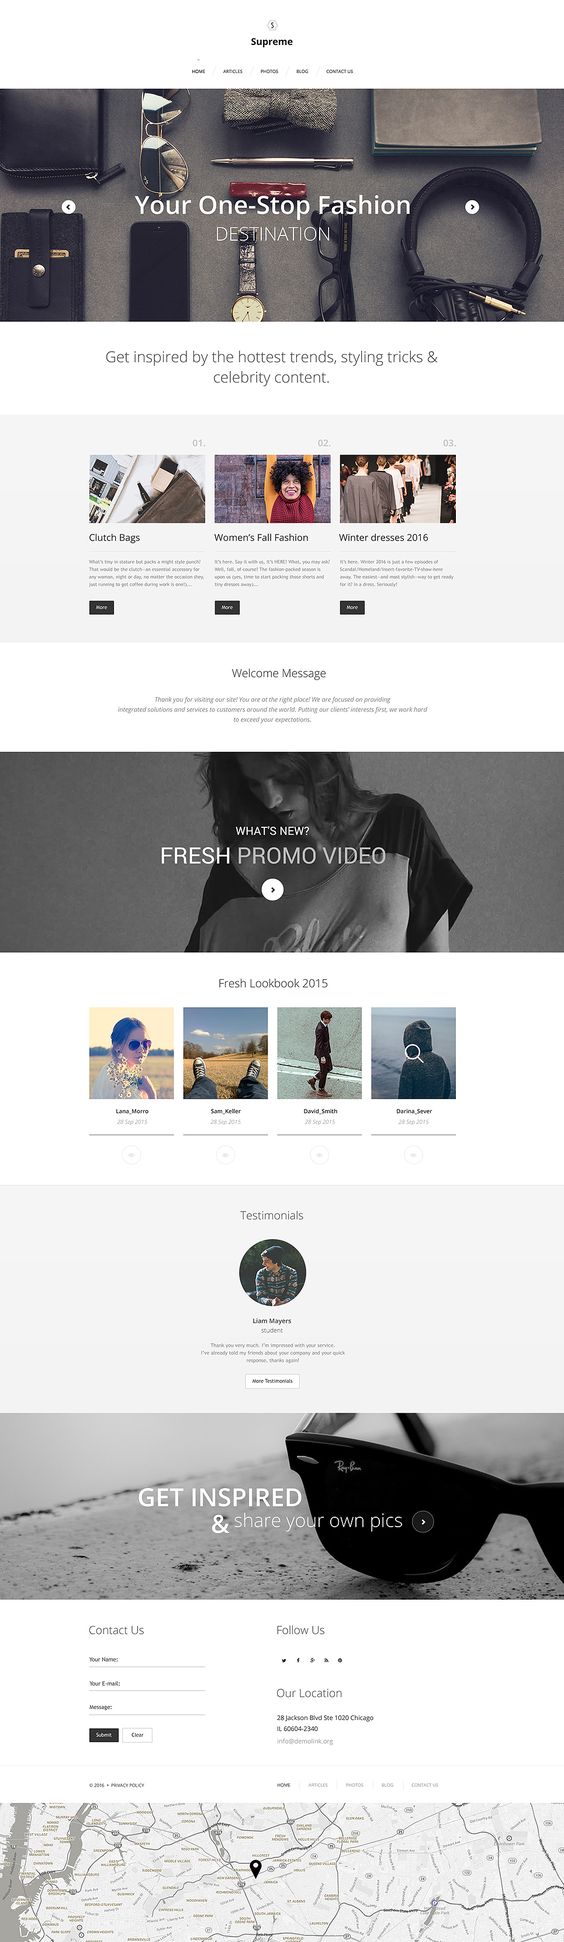 S
Supreme
HOME
ARTICLES
PHOTOS
BLOG
CONTACT US
Your One-Stop Fashion
DESTINATION
Get inspired by the hottest trends, styling tricks &
celebrity content.
01.
02.
03.
Clutch Bags
Women's Fall Fashion
Winter dresses 2016
What's tiny in stature but packs a might style punch?
That would be the clutch—an essential accessory for
any woman, night or day, no matter the occasion (hey,
just running to get coffee during work is one!)....
It's here. Say it with us, it's HERE! What, you may ask?
Well, fall, of course! The fashion-packed season is
upon us (yes, time to start packing those shorts and
tiny dresses away)....
It's here. Winter 2016 is just a few episodes of
Scandal/Homeland/insert-favorite-TV-show-here
away. The easiest—and most stylish—way to get ready
for it? In a dress. Seriously!
More
More
More
Welcome Message
Thank you for visiting our site! You are at the right place! We are focused on providing
integrated solutions and services to customers around the world. Putting our clients' interests first, we work hard
to exceed your expectations.
WHAT'S NEW?
FRESH PROMO VIDEO
Fresh Lookbook 2015
Lana_Morro
28 Sep 2015
Sam_Keller
28 Sep 2015
David_Smith
28 Sep 2015
Darina_Sever
28 Sep 2015
Testimonials
Liam Mayers
student
Thank you very much. I'm impressed with your service.
I've already told my friends about your company and your quick
response, thanks again!
More Testimonials
Ray-Ban
GET INSPIRED
& share your own pics
Contact Us
Your Name:
Your E-mail:
Message:
Submit
Clear
Follow Us
Our Location
28 Jackson Blvd Ste 1020 Chicago
IL 60604-2340
info@demolink.org
© 2016 • PRIVACY POLICY
HOME
ARTICLES
PHOTOS
BLOG
CONTACT US